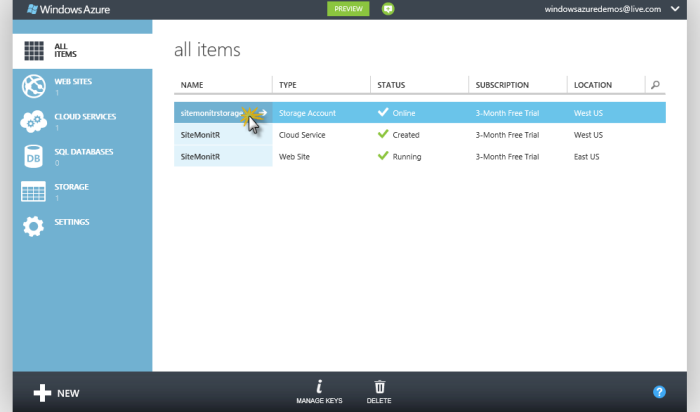 Windows Azure
PREVIEW
windowsazuredemos@live.com
ALL
ITEMS
WEB SITES
1
CLOUD SERVICES
1
DB
SQL DATABASES
0
STORAGE
1
SETTINGS
all items
NAME TYPE STATUS SUBSCRIPTION LOCATION
sitemonitrstorage Storage Account Online 3-Month Free Trial West US
SiteMonitR Cloud Service Created 3-Month Free Trial West US
SiteMonitR Web Site Running 3-Month Free Trial East US
NEW
i
MANAGE KEYS
DELETE
?